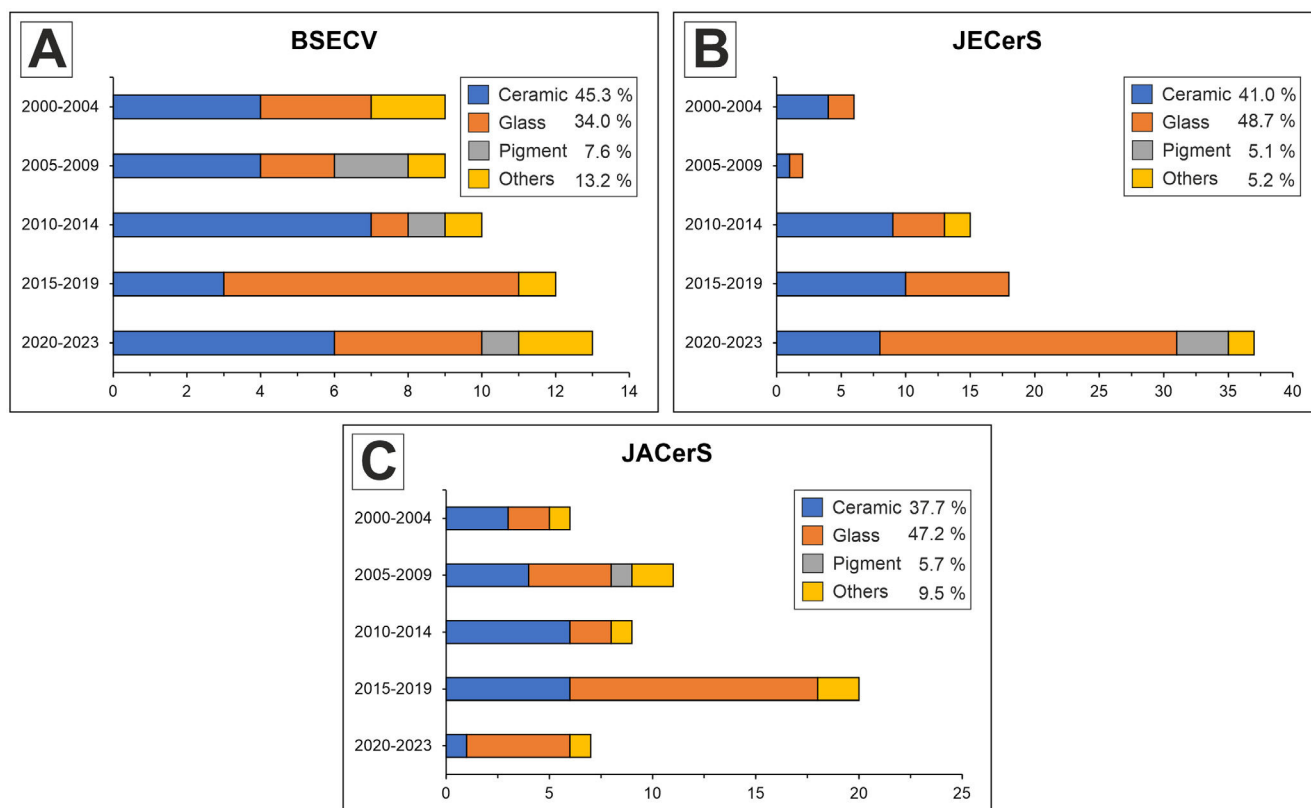 A
BSECV
Ceramic 45.3 %
Glass 34.0 %
Pigment 7.6 %
Others 13.2 %
2000-2004
2005-2009
2010-2014
2015-2019
2020-2023
0 2 4 6 8 10 12 14
B
JECerS
Ceramic 41.0 %
Glass 48.7 %
Pigment 5.1 %
Others 5.2 %
2000-2004
2005-2009
2010-2014
2015-2019
2020-2023
0 5 10 15 20 25 30 35 40
C
JACerS
Ceramic 37.7 %
Glass 47.2 %
Pigment 5.7 %
Others 9.5 %
2000-2004
2005-2009
2010-2014
2015-2019
2020-2023
0 5 10 15 20 25